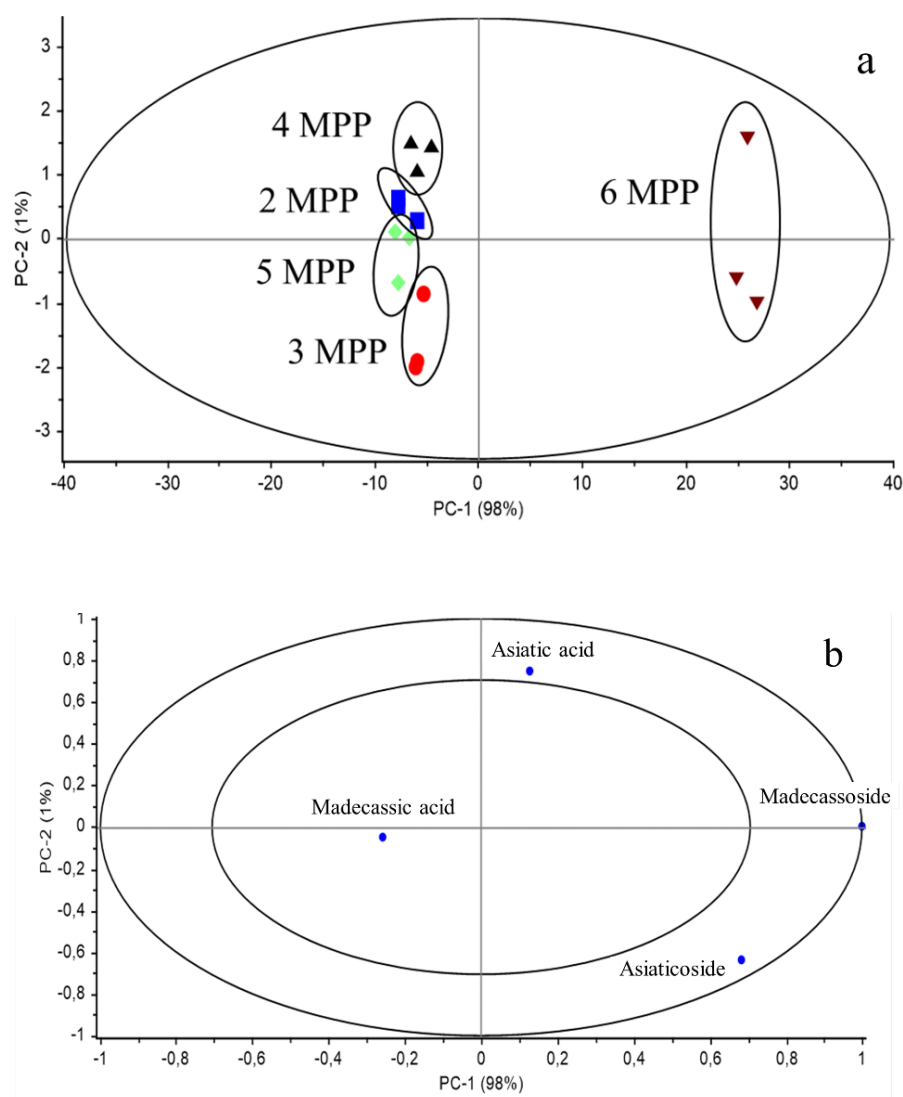 a
3
2
1
0
-1
-2
-3
PC-2 (1%)
4 MPP
2 MPP
5 MPP
3 MPP
6 MPP
-40
-30
-20
-10
0
10
20
30
40
PC-1 (98%)
b
1
0,8
0,6
0,4
0,2
0
-0,2
-0,4
-0,6
-0,8
-1
PC-2 (1%)
Asiatic acid
Madecassoside
Madecassic acid
Asiaticoside
-1
-0,8
-0,6
-0,4
-0,2
0
0,2
0,4
0,6
0,8
1
PC-1 (98%)